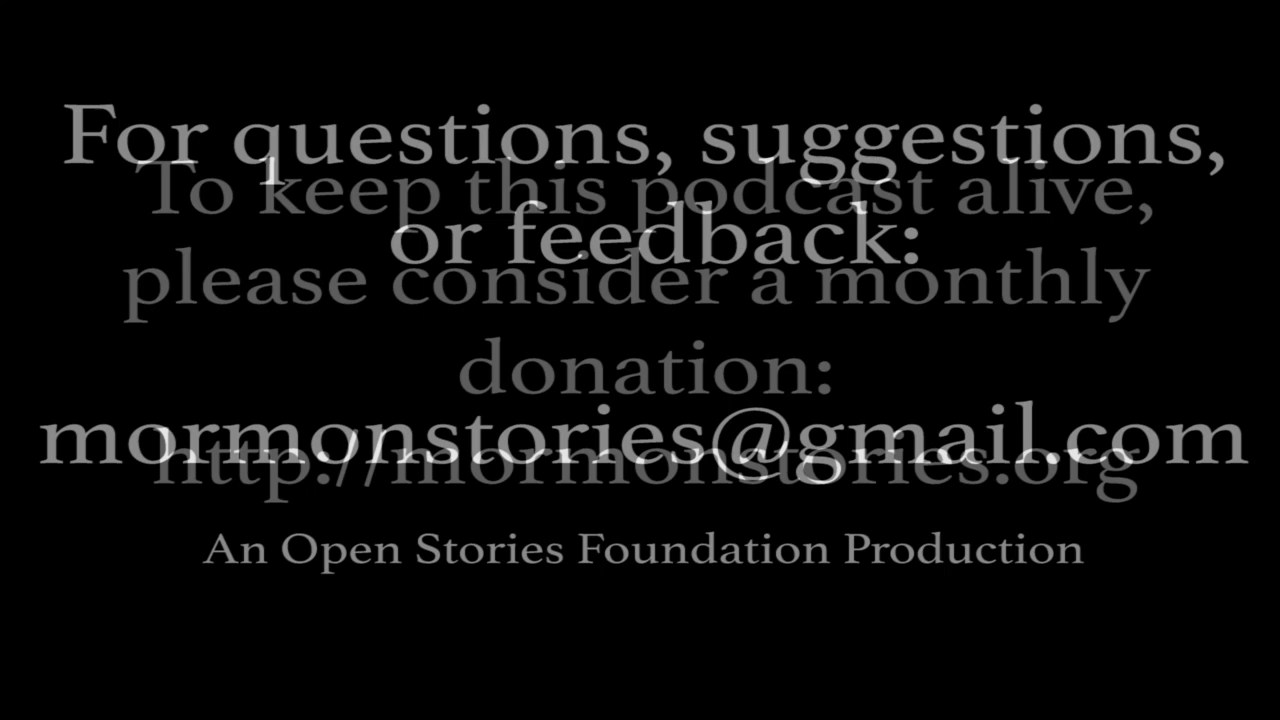 For questions, suggestions,
or feedback:
mormonstories@gmail.com
An Open Stories Foundation Production
To keep this podcast alive,
please consider a monthly
donation:
http://mormonstories.org